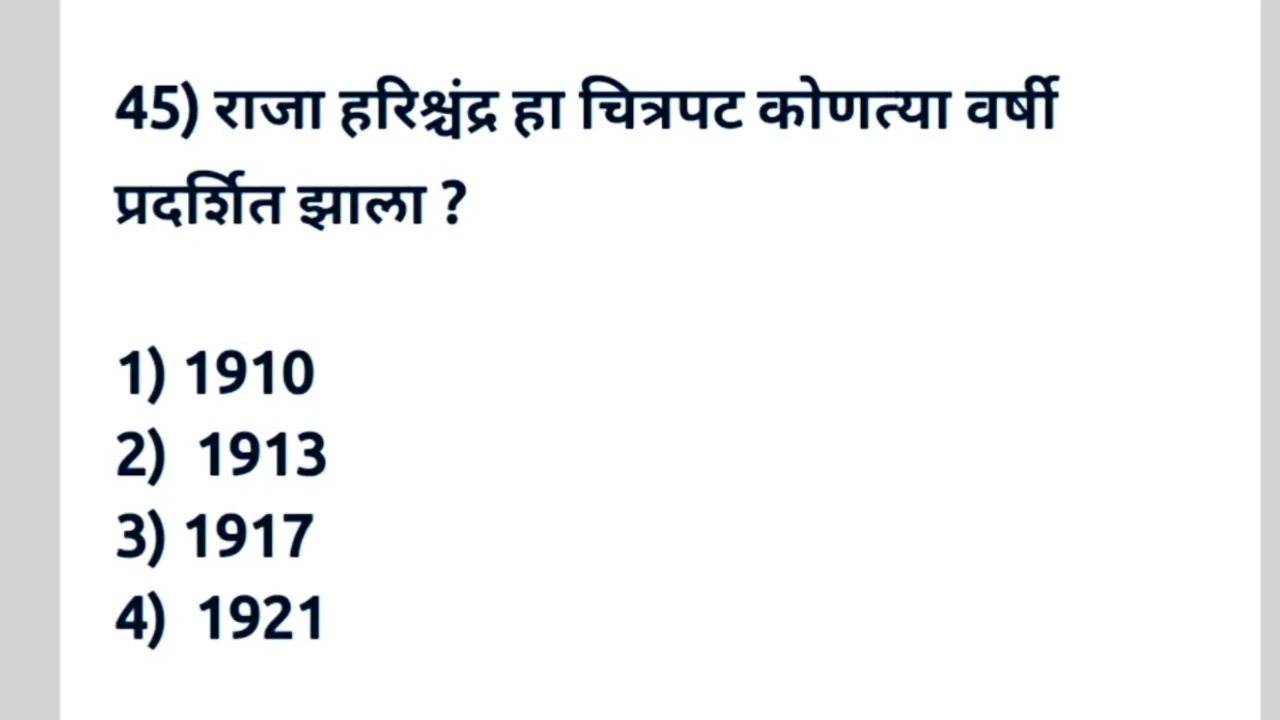 45) राजा हरिश्चंद्र हा चित्रपट कोणत्या वर्षी
प्रदर्शित झाला ?
1) 1910
2) 1913
3) 1917
4) 1921